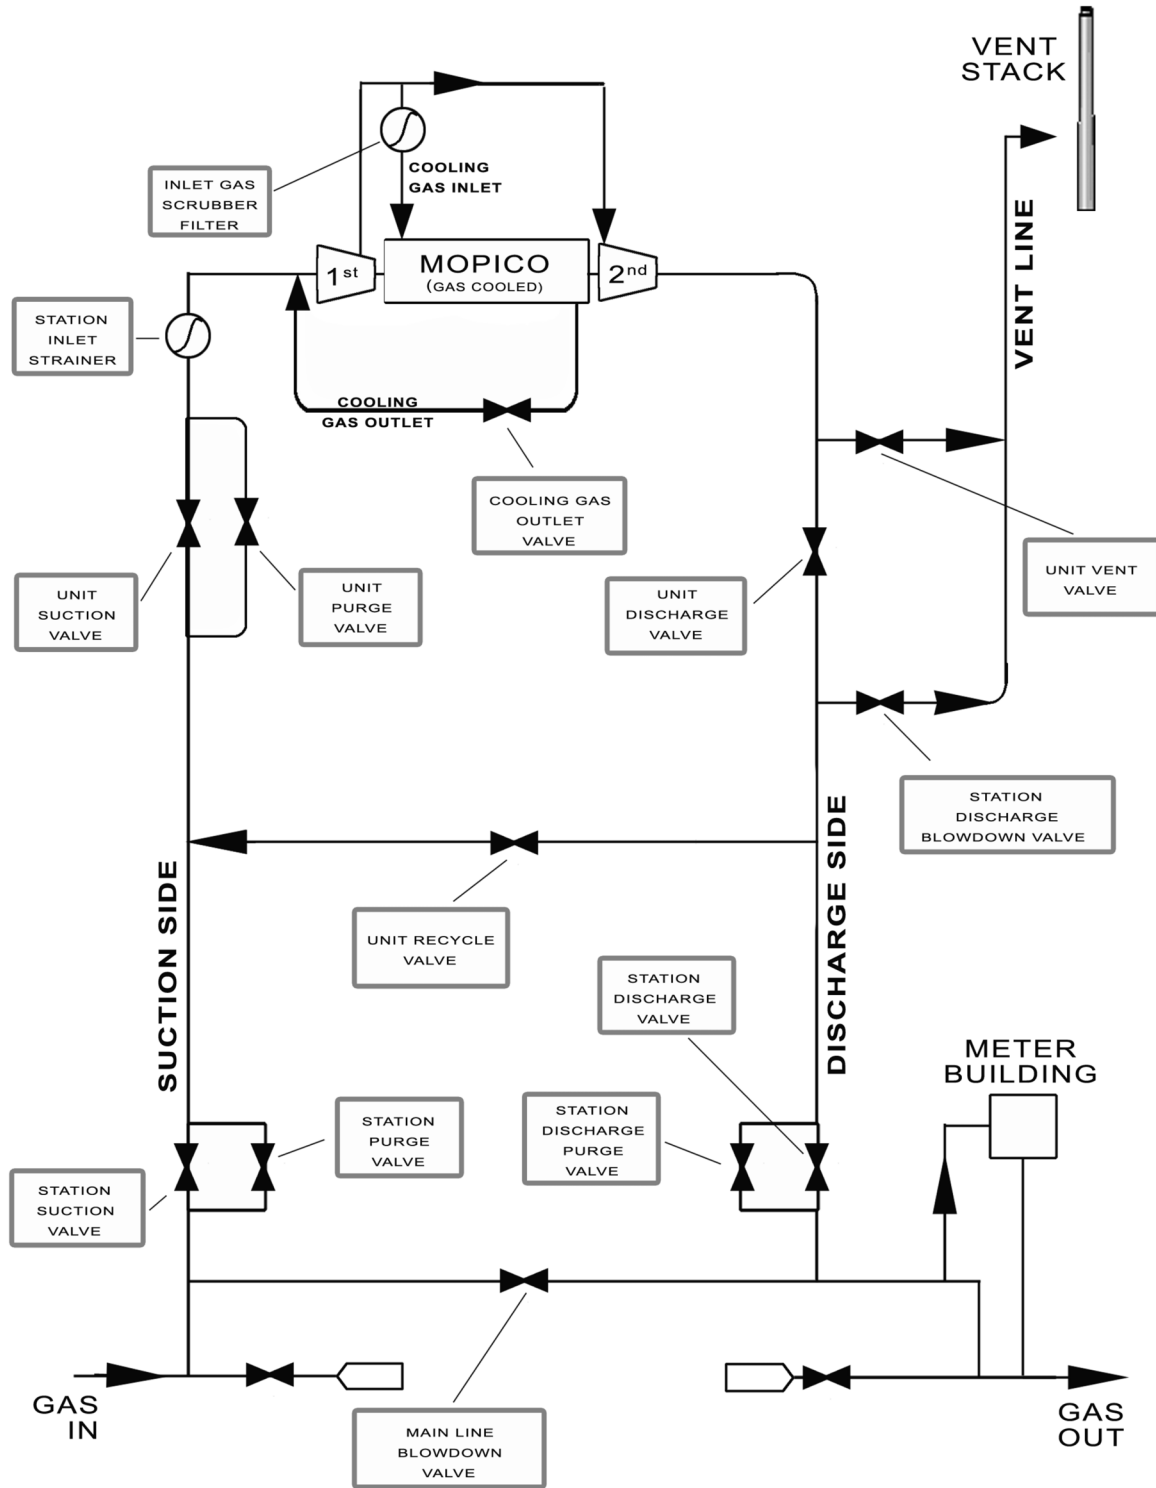 VENT
STACK
COOLING
GAS INLET
INLET GAS
SCRUBBER
FILTER
1st
MOPICO
(GAS COOLED)
2nd
VENT LINE
STATION
INLET
STRAINER
COOLING
GAS OUTLET
COOLING GAS
OUTLET
VALVE
UNIT VENT
VALVE
UNIT
SUCTION
VALVE
UNIT
PURGE
VALVE
UNIT
DISCHARGE
VALVE
STATION
DISCHARGE
BLOWDOWN VALVE
SUCTION SIDE
DISCHARGE SIDE
UNIT RECYCLE
VALVE
STATION
DISCHARGE
VALVE
METER
BUILDING
STATION
PURGE
VALVE
STATION
DISCHARGE
PURGE
VALVE
STATION
SUCTION
VALVE
GAS
IN
MAIN LINE
BLOWDOWN
VALVE
GAS
OUT